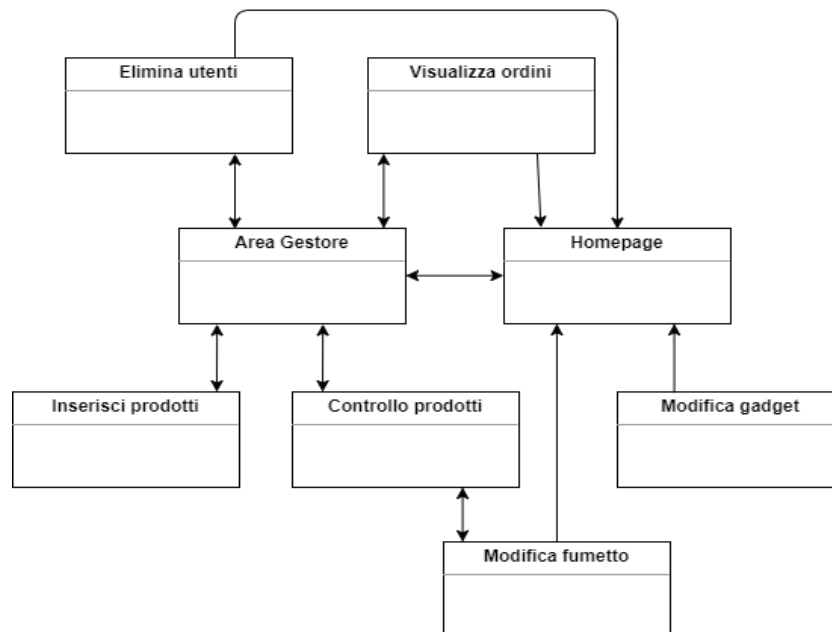 Elimina utenti
Visualizza ordini
Area Gestore
Homepage
Inserisci prodotti
Controllo prodotti
Modifica gadget
Modifica fumetto